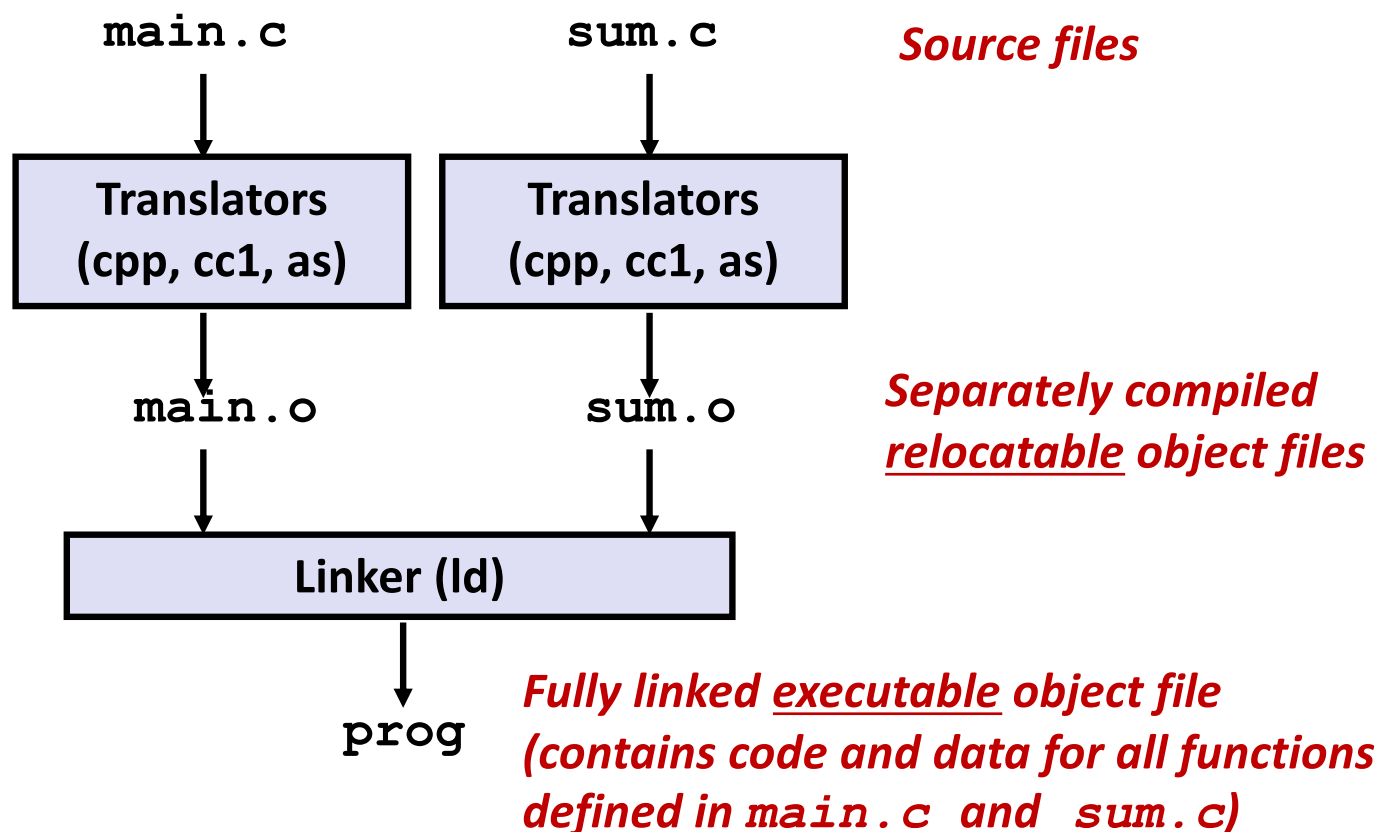 main.c
sum.c
Source files
Translators
(cpp, cc1, as)
Translators
(cpp, cc1, as)
main.o
sum.o
Separately compiled
relocatable object files
Linker (ld)
prog
Fully linked executable object file
(contains code and data for all functions
defined in main.c and sum.c)